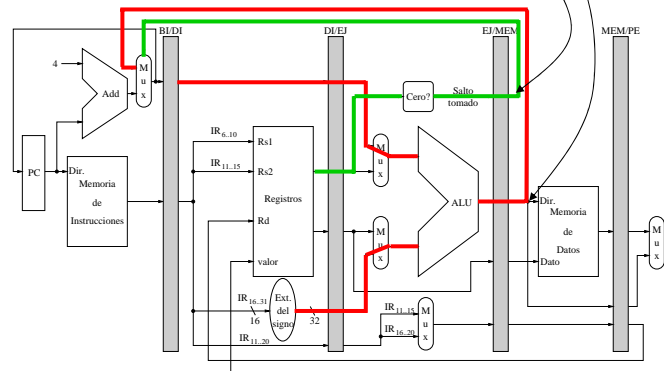 BI/DI
DI/EJ
EJ/MEM
MEM/PE
4
Add
M
u
x
Cero?
Salto
tomado
PC
Dir.
Memoria
de
Instrucciones
IR6..10
IR11..15
Rs1
Rs2
Registros
Rd
valor
M
u
x
M
u
x
ALU
Dir.
Memoria
de
Datos
Dato
M
u
x
IR16..31
16
Ext.
del
signo
32
IR11..20
IR11..15
IR16..20
M
u
x